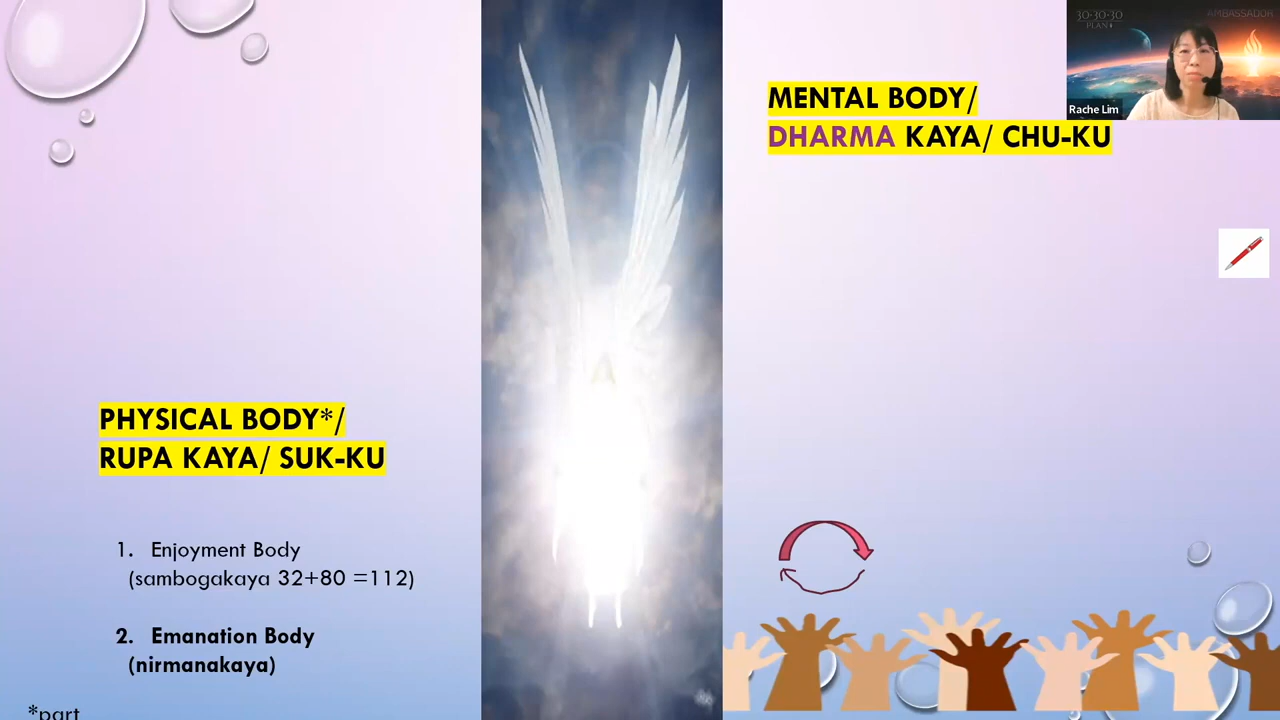 PHYSICAL BODY*/
RUPA KAYA/ SUK-KU
1. Enjoyment Body
(sambogakaya 32+80 =112)
2. Emanation Body
(nirmanakaya)
*part
MENTAL BODY/
DHARMA KAYA/ CHU-KU
30·30·30
PLAN
AMBASSADOR
Rache Lim